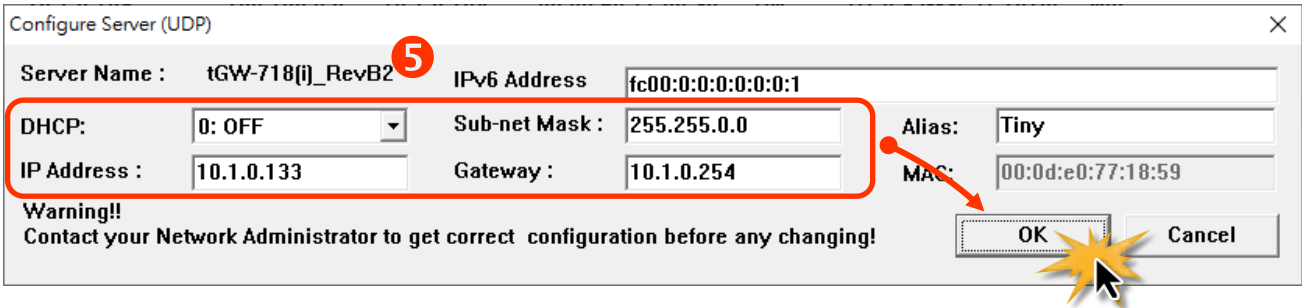 Configure Server (UDP)
5
Server Name : tGW-718(i)_RevB2 IPv6 Address fc00:0:0:0:0:0:0:1
DHCP: 0: OFF Sub-net Mask : 255.255.0.0 Alias: Tiny
IP Address : 10.1.0.133 Gateway : 10.1.0.254 MAC: 00:0d:e0:77:18:59
Warning!!
Contact your Network Administrator to get correct configuration before any changing!
OK Cancel